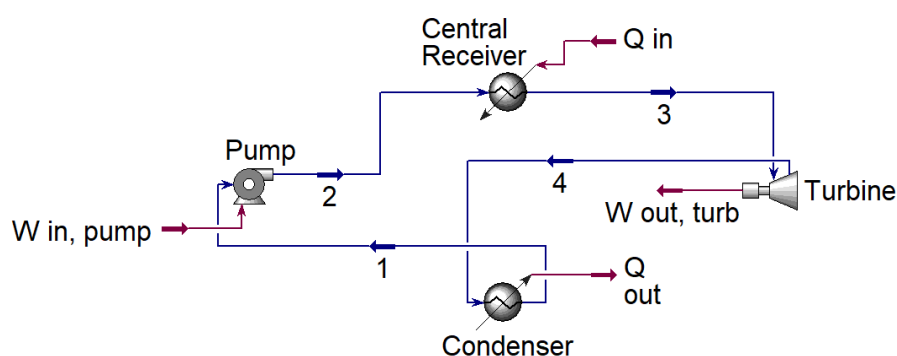 Central
Receiver
Q in
3
Pump
2
4
Turbine
W out, turb
W in, pump
1
Q
out
Condenser